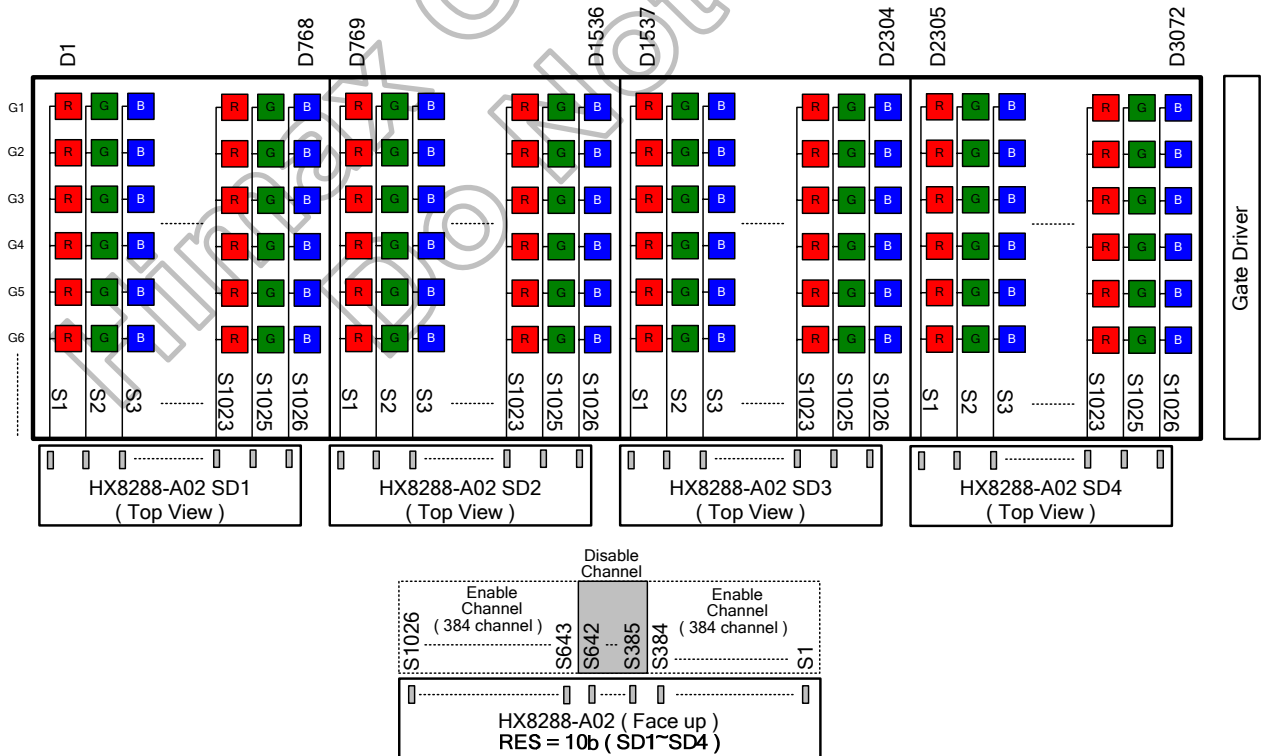 D1 D768 D769 D1536 D1537 D2304 D2305 D3072
G1 R G B R G B R G B R G B R G B R G B R G B R G B
G2 R G B R G B R G B R G B R G B R G B R G B R G B
G3 R G B R G B R G B R G B R G B R G B R G B R G B
G4 R G B R G B R G B R G B R G B R G B R G B R G B
G5 R G B R G B R G B R G B R G B R G B R G B R G B
G6 R G B R G B R G B R G B R G B R G B R G B R G B
Gate Driver
S1 S2 S3 S1023 S1025 S1026 S1 S2 S3 S1023 S1025 S1026 S1 S2 S3 S1023 S1025 S1026 S1 S2 S3 S1023 S1025 S1026
HX8288-A02 SD1 HX8288-A02 SD2 HX8288-A02 SD3 HX8288-A02 SD4
( Top View ) ( Top View ) ( Top View ) ( Top View )
Disable
Channel
Enable
Channel
( 384 channel )
Enable
Channel
( 384 channel )
S1026 S643 S642 S385 S384 S1
HX8288-A02 ( Face up )
RES = 10b ( SD1~SD4 )
Himax
Do Not